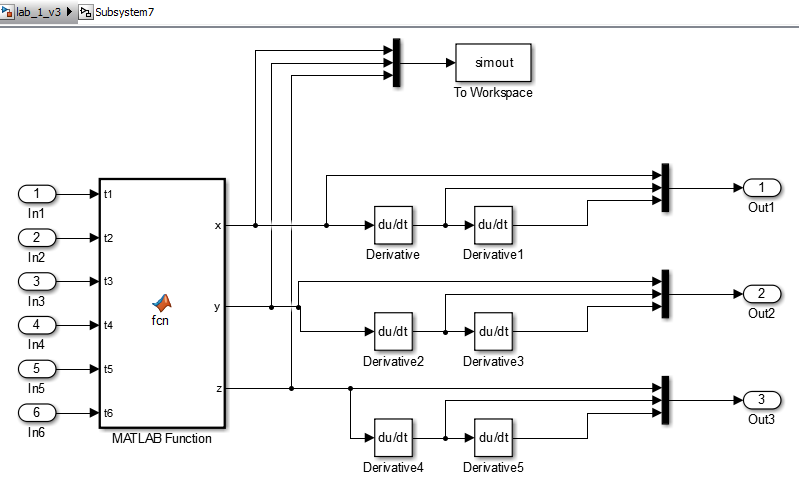 lab_1_v3 Subsystem7
simout
To Workspace
1
In1
2
In2
3
In3
4
In4
5
In5
6
In6
t1
t2
t3
t4
t5
t6
fcn
x
y
z
MATLAB Function
du/dt
Derivative
du/dt
Derivative1
1
Out1
du/dt
Derivative2
du/dt
Derivative3
2
Out2
du/dt
Derivative4
du/dt
Derivative5
3
Out3